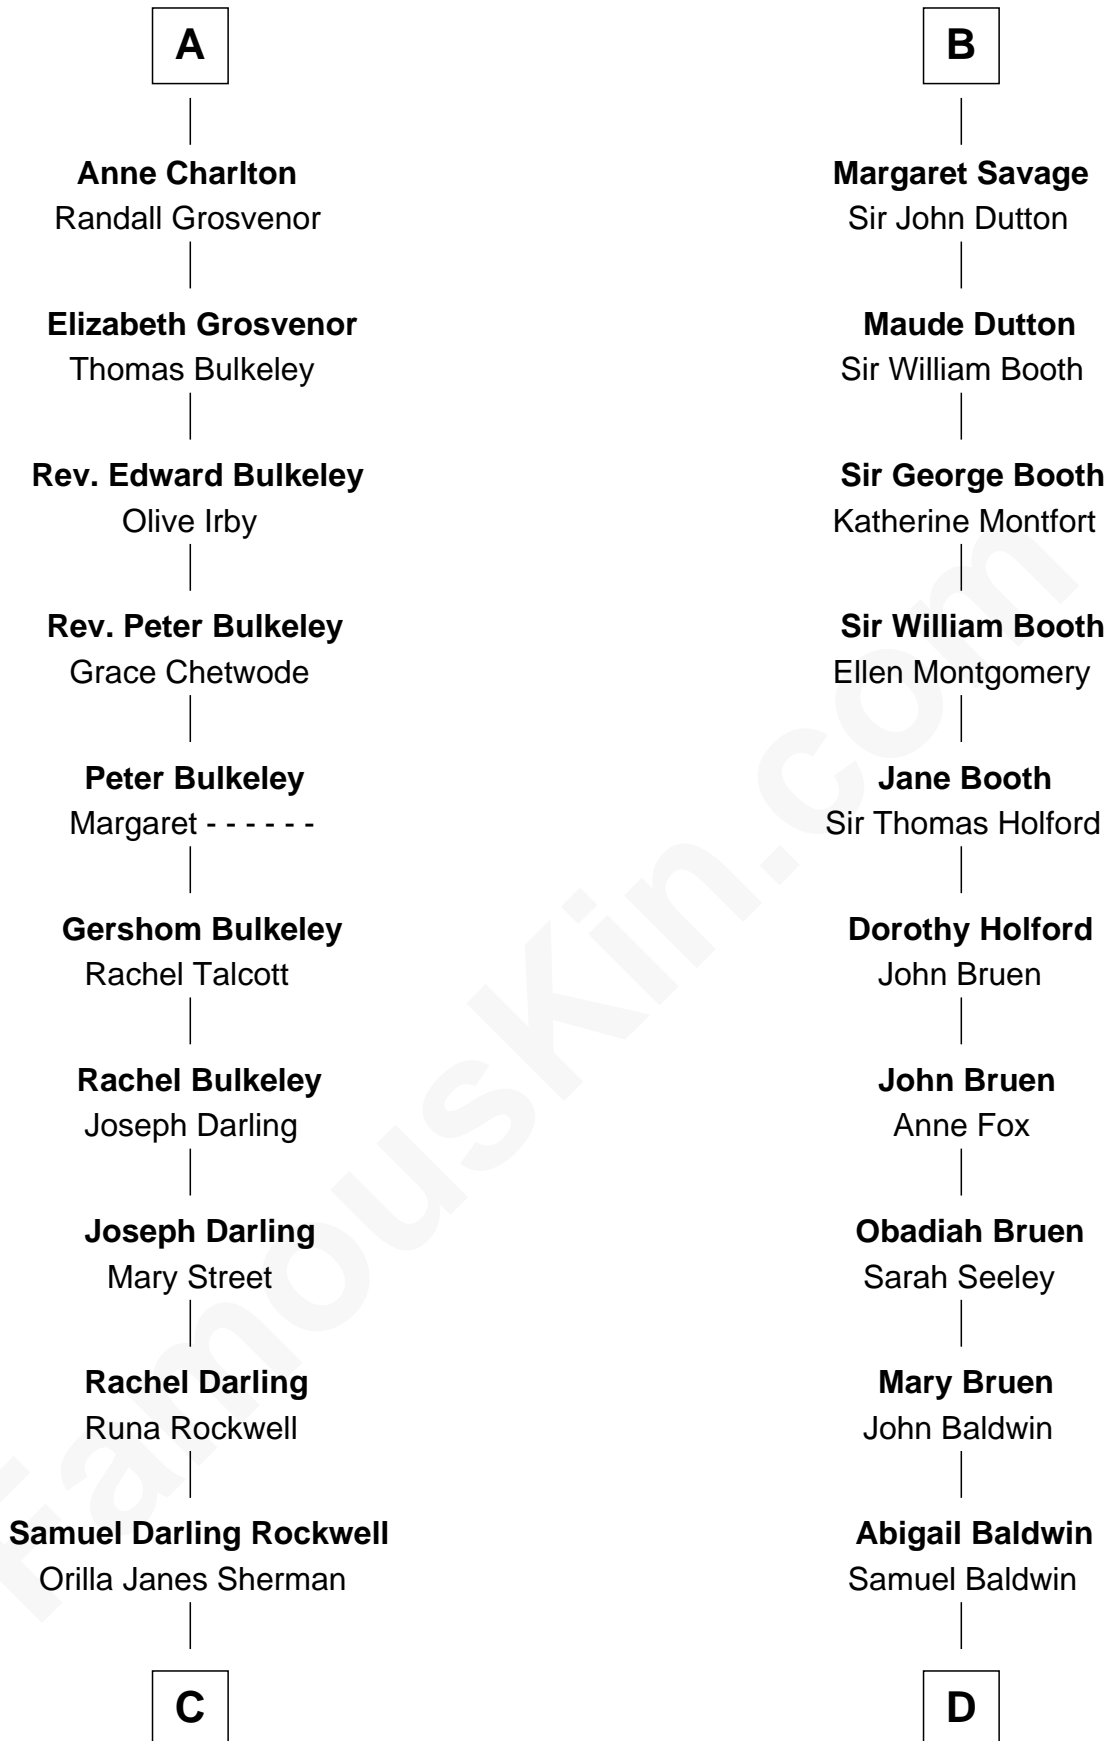 A
Anne Charlton
Randall Grosvenor
Elizabeth Grosvenor
Thomas Bulkeley
Rev. Edward Bulkeley
Olive Irby
Rev. Peter Bulkeley
Grace Chetwode
Peter Bulkeley
Margaret - - - - - -
Gershom Bulkeley
Rachel Talcott
Rachel Bulkeley
Joseph Darling
Joseph Darling
Mary Street
Rachel Darling
Runa Rockwell
Samuel Darling Rockwell
Orilla Janes Sherman
C
B
Margaret Savage
Sir John Dutton
Maude Dutton
Sir William Booth
Sir George Booth
Katherine Montfort
Sir William Booth
Ellen Montgomery
Jane Booth
Sir Thomas Holford
Dorothy Holford
John Bruen
John Bruen
Anne Fox
Obadiah Bruen
Sarah Seeley
Mary Bruen
John Baldwin
Abigail Baldwin
Samuel Baldwin
D
FamousKin.com